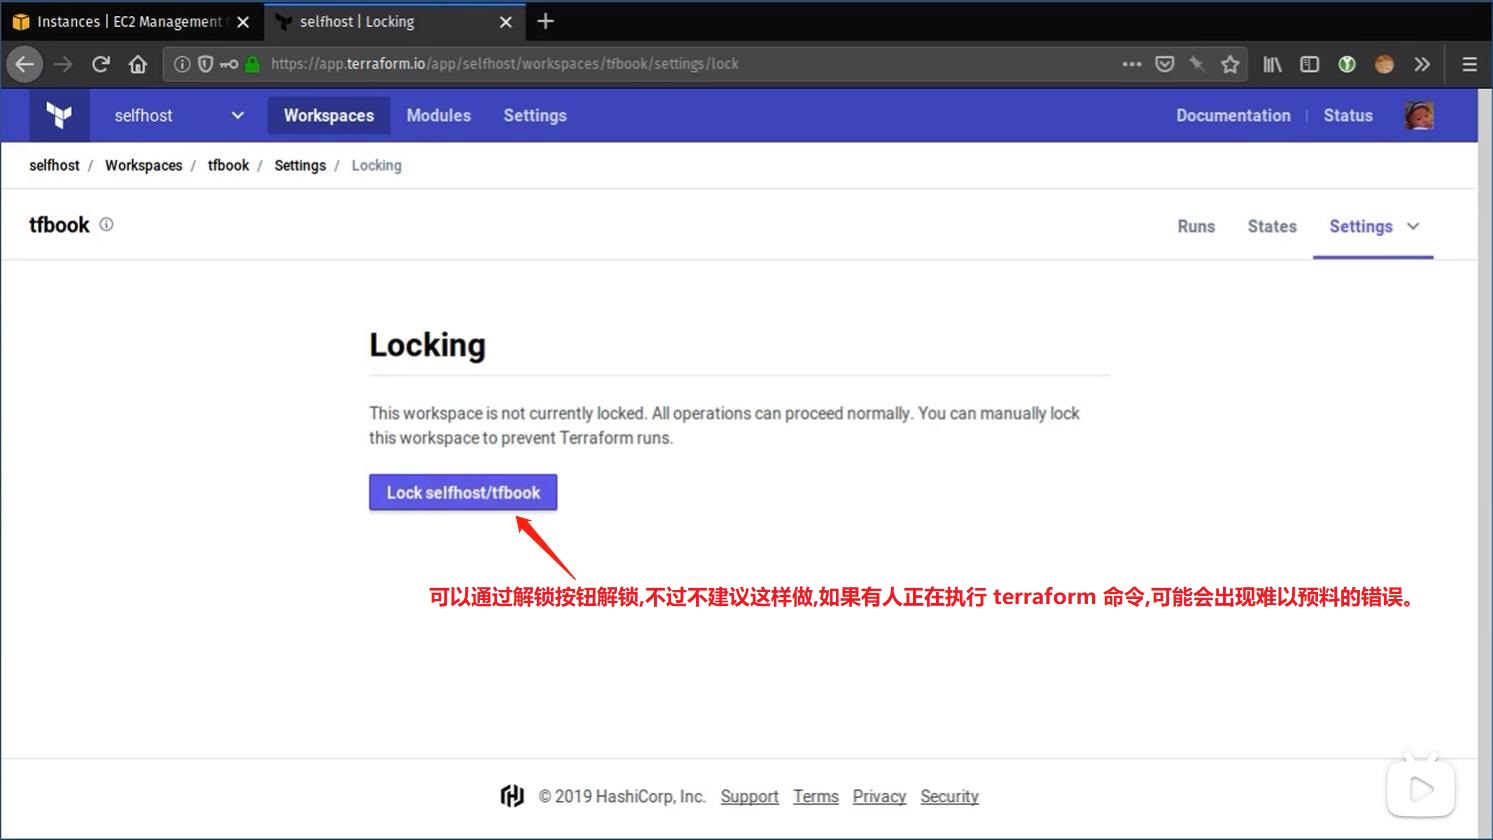 Instances | EC2 Management
selfhost | Locking
https://app.terraform.io/app/selfhost/workspaces/tfbook/settings/lock
selfhost
Workspaces
Modules
Settings
Documentation
Status
selfhost / Workspaces / tfbook / Settings / Locking
tfbook
Runs
States
Settings
Locking
This workspace is not currently locked. All operations can proceed normally. You can manually lock
this workspace to prevent Terraform runs.
Lock selfhost/tfbook
可以通过解锁按钮解锁,不过不建议这样做,如果有人正在执行 terraform 命令,可能会出现难以预料的错误。
© 2019 HashiCorp, Inc. Support Terms Privacy Security